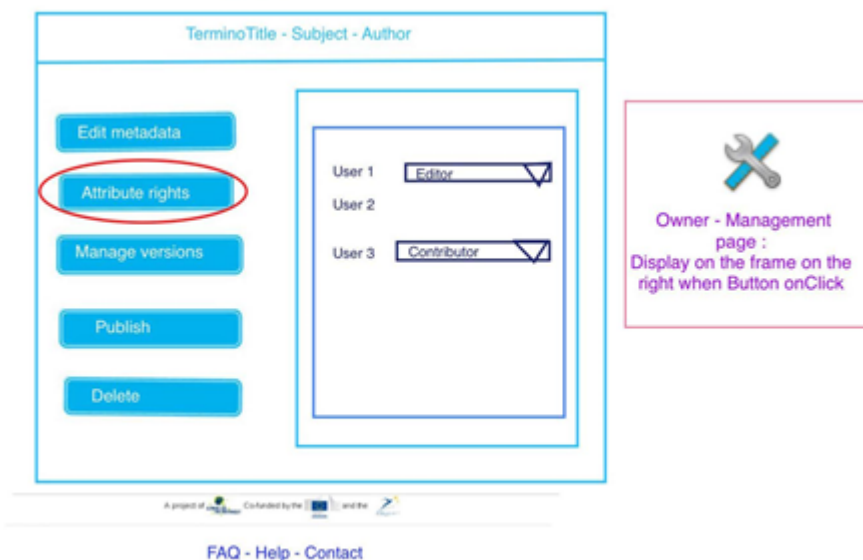 TerminoTitle - Subject - Author
Edit metadata
Attribute rights
Manage versions
Publish
Delete
User 1 Editor
User 2
User 3 Contributor
Owner - Management
page :
Display on the frame on the
right when Button onClick
A project of Co-funded by the and the
FAQ - Help - Contact